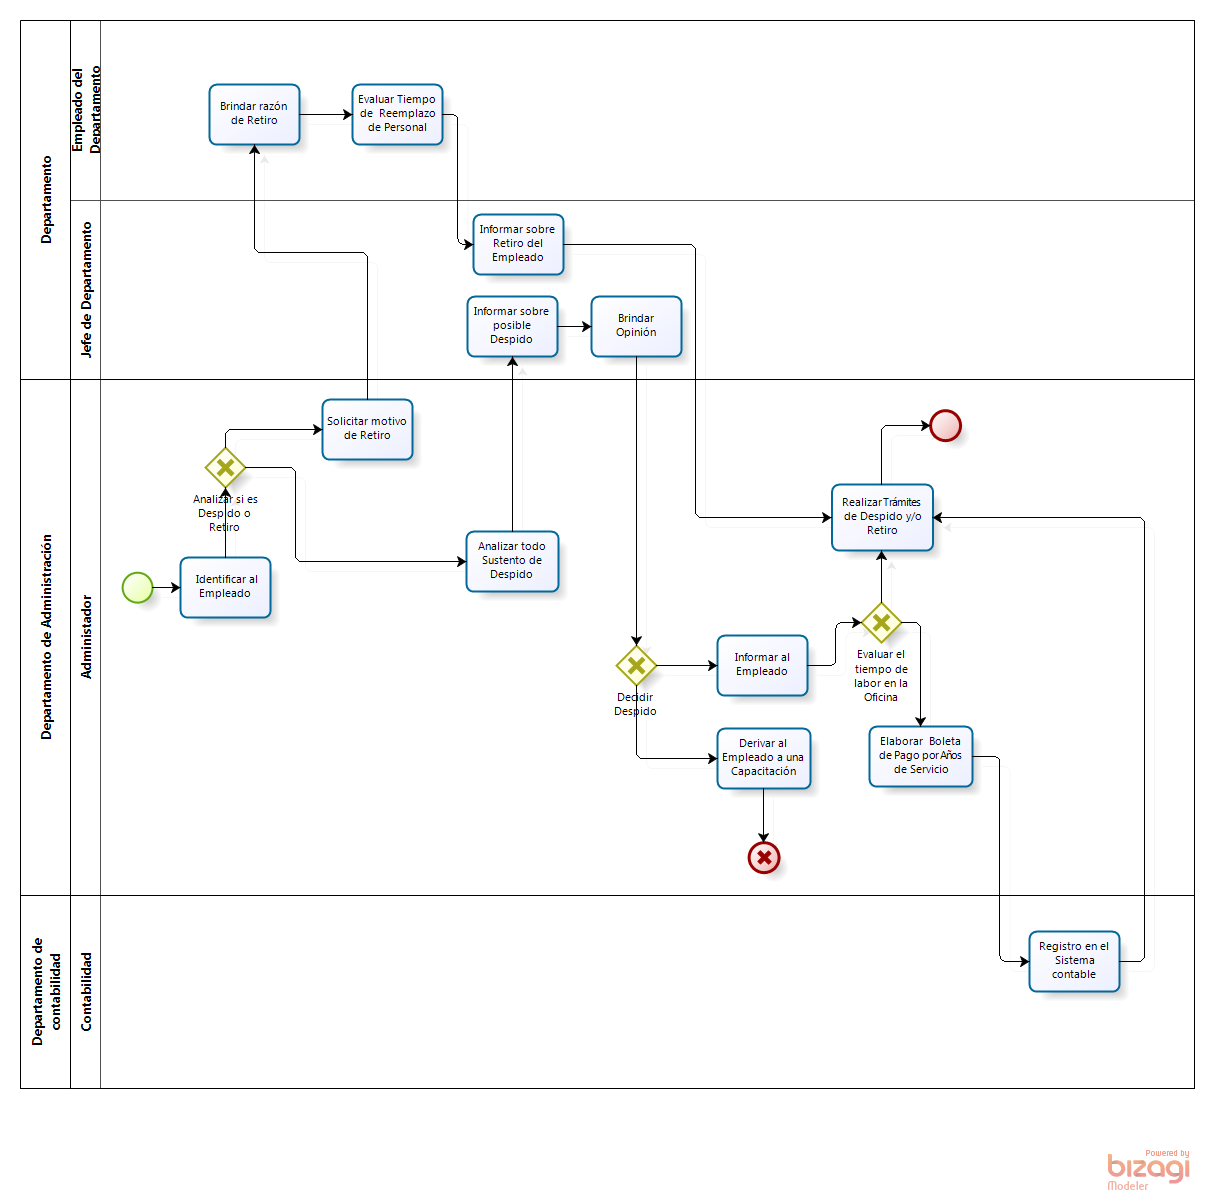 Departamento
Empleado del
Departamento
Brindar razón
de Retiro
Evaluar Tiempo
de Reemplazo
de Personal
Jefe de Departamento
Informar sobre
Retiro del
Empleado
Informar sobre
posible
Despido
Brindar
Opinión
Departamento de Administración
Administador
Solicitar motivo
de Retiro
Analizar si es
Despido o
Retiro
Identificar al
Empleado
Analizar todo
Sustento de
Despido
Realizar Trámites
de Despido y/o
Retiro
Decidir
Despido
Informar al
Empleado
Evaluar el
tiempo de
labor en la
Oficina
Derivar al
Empleado a una
Capacitación
Elaborar Boleta
de Pago por Años
de Servicio
Departamento de
contabilidad
Contabilidad
Registro en el
Sistema
contable
Powered by
bizagi
Modeler